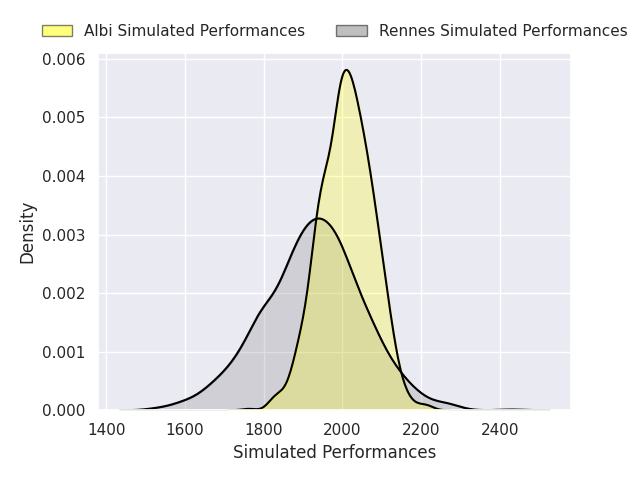 Albi Simulated Performances Rennes Simulated Performances
0.006
0.005
0.004
0.003
0.002
0.001
0.000
Density
1400 1600 1800 2000 2200 2400
Simulated Performances